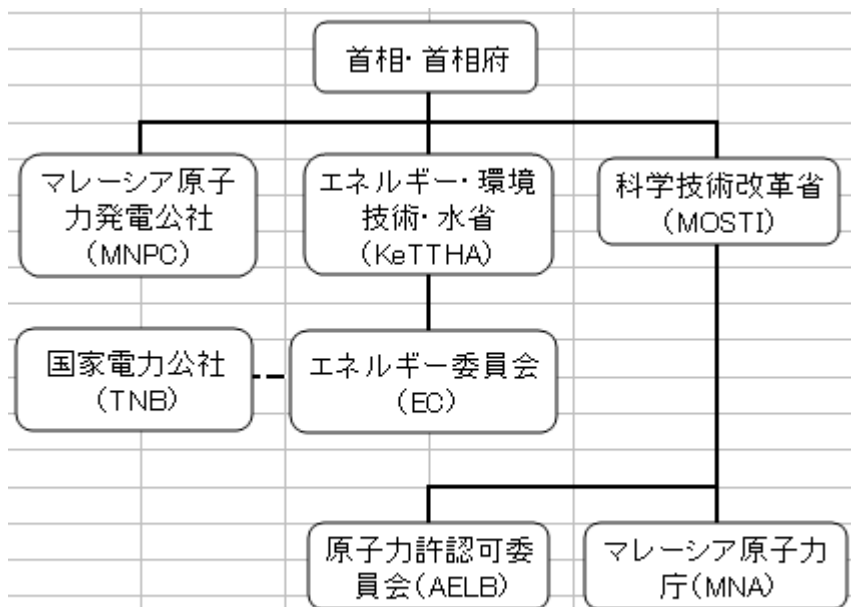 首相・首相府
マレーシア原子
力発電公社
(MNPC)
エネルギー・環境
技術・水省
(KeTTHA)
科学技術改革省
(MOSTI)
国家電力公社
(TNB)
エネルギー委員会
(EC)
原子力許認可委
員会(AELB)
マレーシア原子力
庁(MNA)